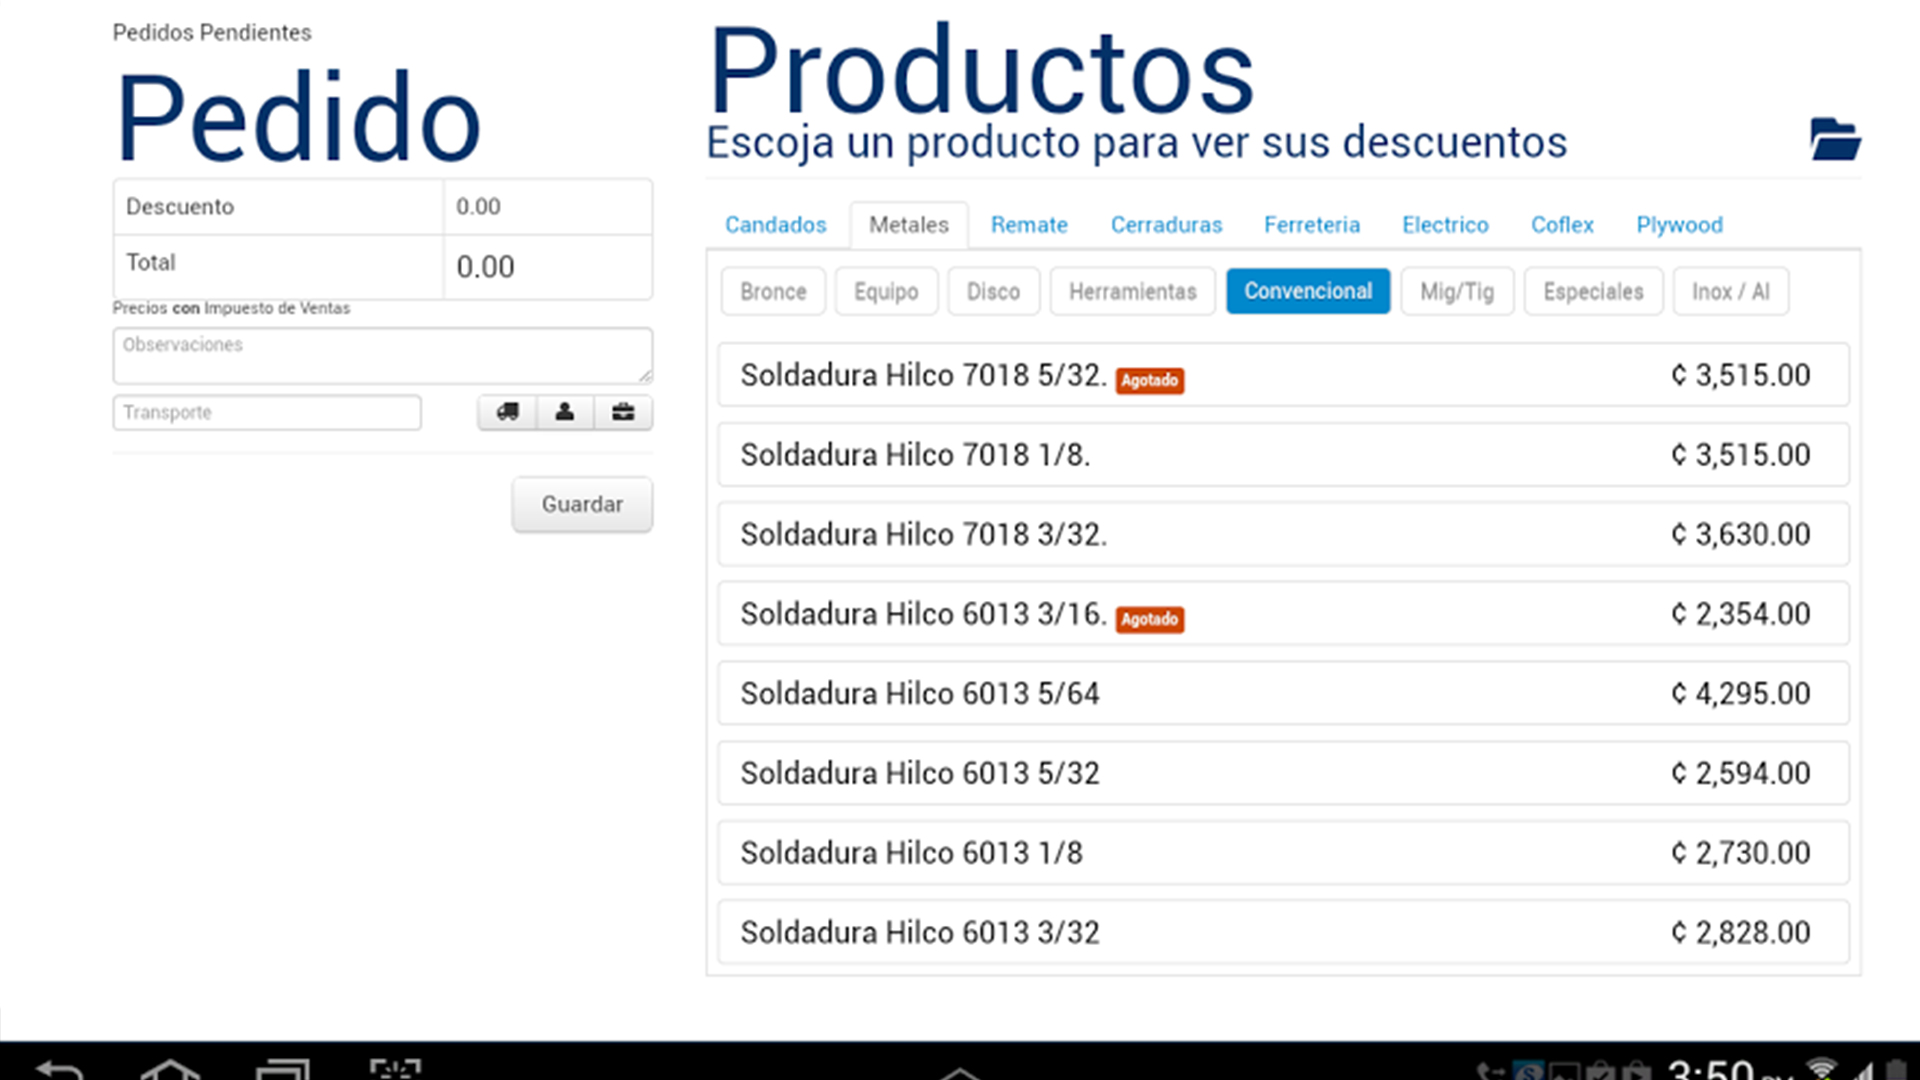 Pedidos Pendientes
Pedido
Descuento 0.00
Total 0.00
Precios con Impuesto de Ventas
Observaciones
Transporte
Guardar
Productos
Escoja un producto para ver sus descuentos
Candados Metales Remate Cerraduras Ferreteria Electrico Coflex Plywood
Bronce Equipo Disco Herramientas Convencional Mig/Tig Especiales Inox / Al
Soldadura Hilco 7018 5/32. Agotado ₡ 3,515.00
Soldadura Hilco 7018 1/8. ₡ 3,515.00
Soldadura Hilco 7018 3/32. ₡ 3,630.00
Soldadura Hilco 6013 3/16. Agotado ₡ 2,354.00
Soldadura Hilco 6013 5/64 ₡ 4,295.00
Soldadura Hilco 6013 5/32 ₡ 2,594.00
Soldadura Hilco 6013 1/8 ₡ 2,730.00
Soldadura Hilco 6013 3/32 ₡ 2,828.00
3:50 PM